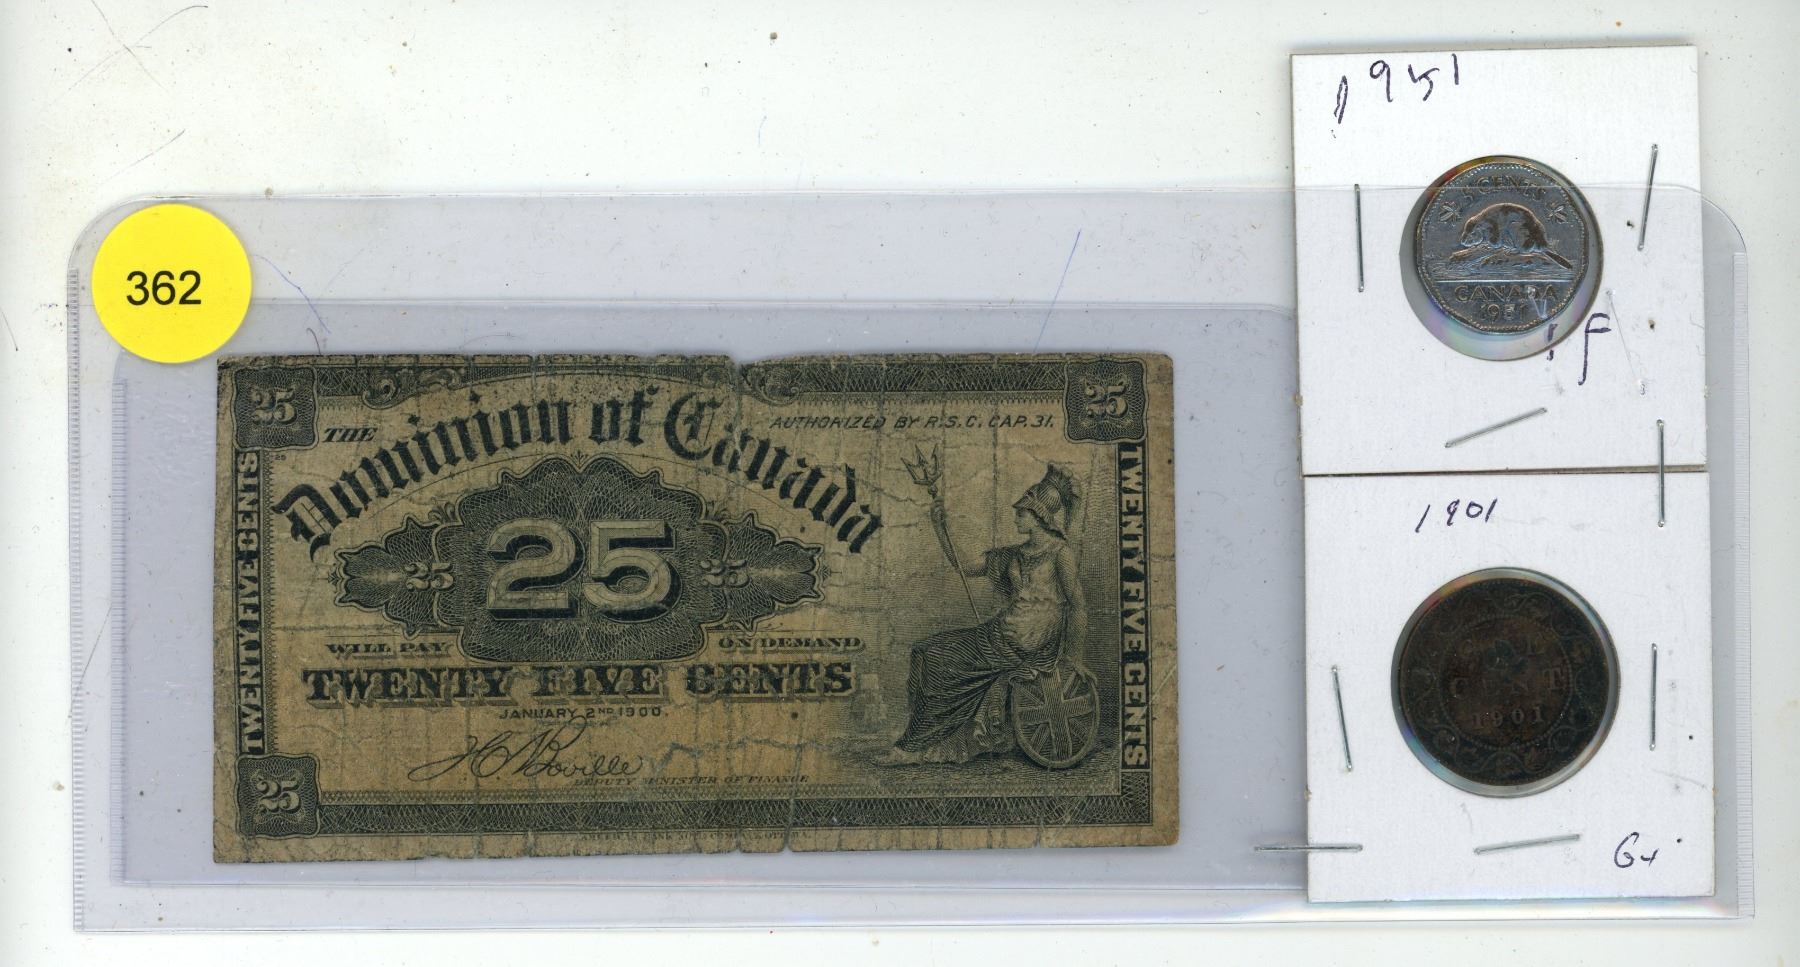 362
25
25
THE
Dominion of Canada
AUTHORIZED BY R.S.C. CAP. 31.
25
25
25
25
WILL PAY
ON DEMAND
TWENTY FIVE CENTS
JANUARY 2ND 1900.
DEPUTY MINISTER OF FINANCE
TWENTY FIVE CENTS
TWENTY FIVE CENTS
25
1951
5 CENTS
CANADA
1951
F
1901
ONE
CENT
1901
G+